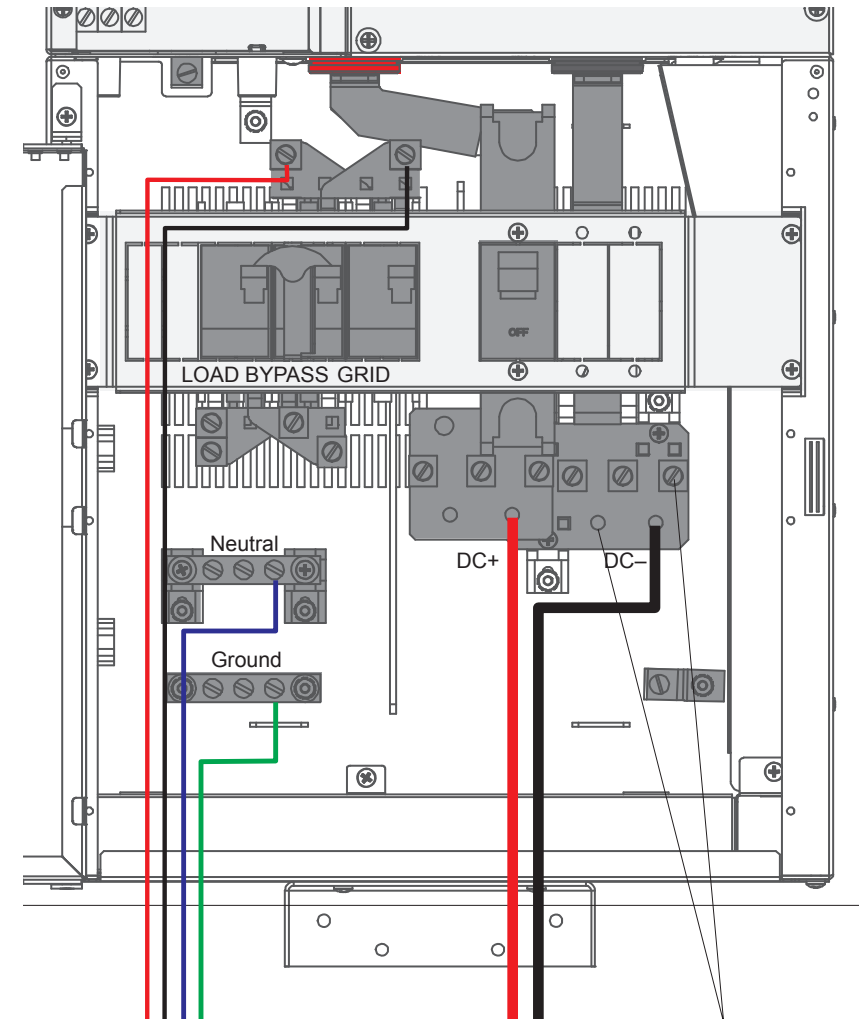 OFF
LOAD BYPASS GRID
Neutral
DC+
DC–
Ground